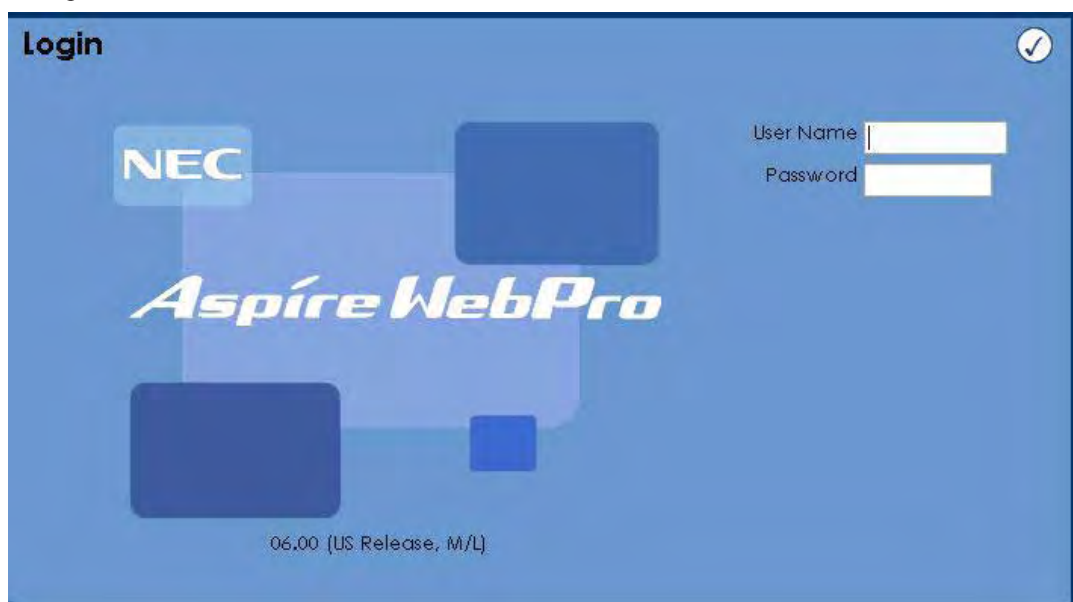 Login
User Name
Password
NEC
Aspire WebPro
06.00 (US Release, M/L)